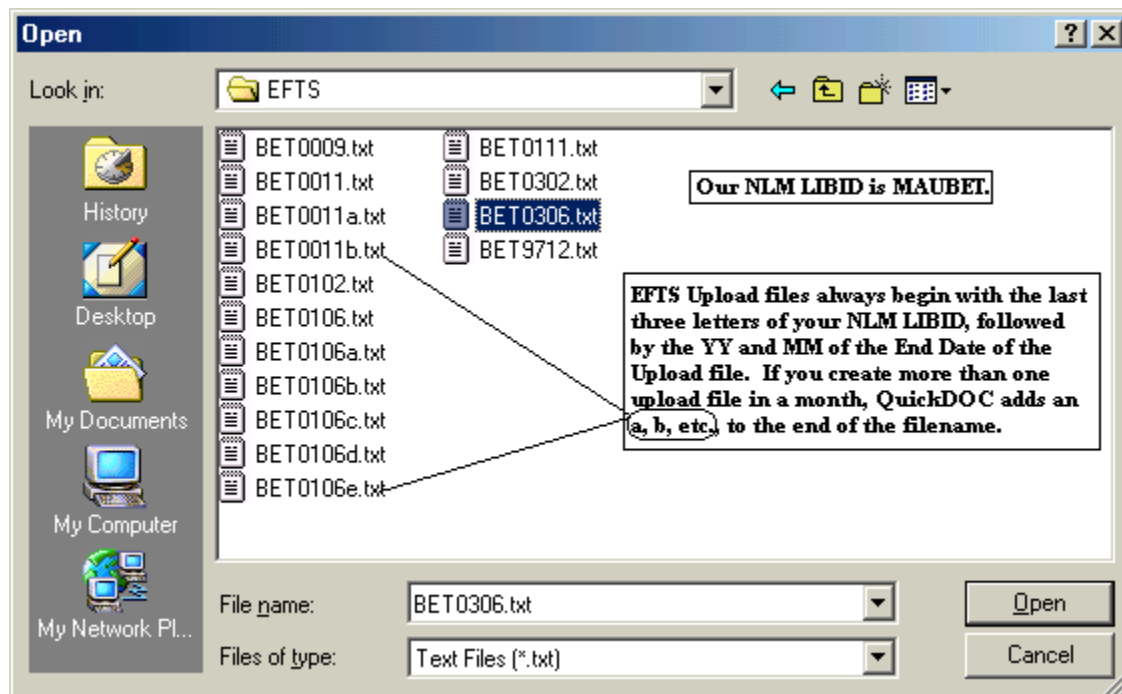 Open
Look in:
EFTS
History
Desktop
My Documents
My Computer
My Network Pl...
BET0009.txt
BET0011.txt
BET0011a.txt
BET0011b.txt
BET0102.txt
BET0106.txt
BET0106a.txt
BET0106b.txt
BET0106c.txt
BET0106d.txt
BET0106e.txt
BET0111.txt
BET0302.txt
BET0306.txt
BET9712.txt
Our NLM LIBID is MAUBET.
EFTS Upload files always begin with the last
three letters of your NLM LIBID, followed
by the YY and MM of the End Date of the
Upload file. If you create more than one
upload file in a month, QuickDOC adds an
a, b, etc., to the end of the filename.
File name:
BET0306.txt
Open
Files of type:
Text Files (*.txt)
Cancel